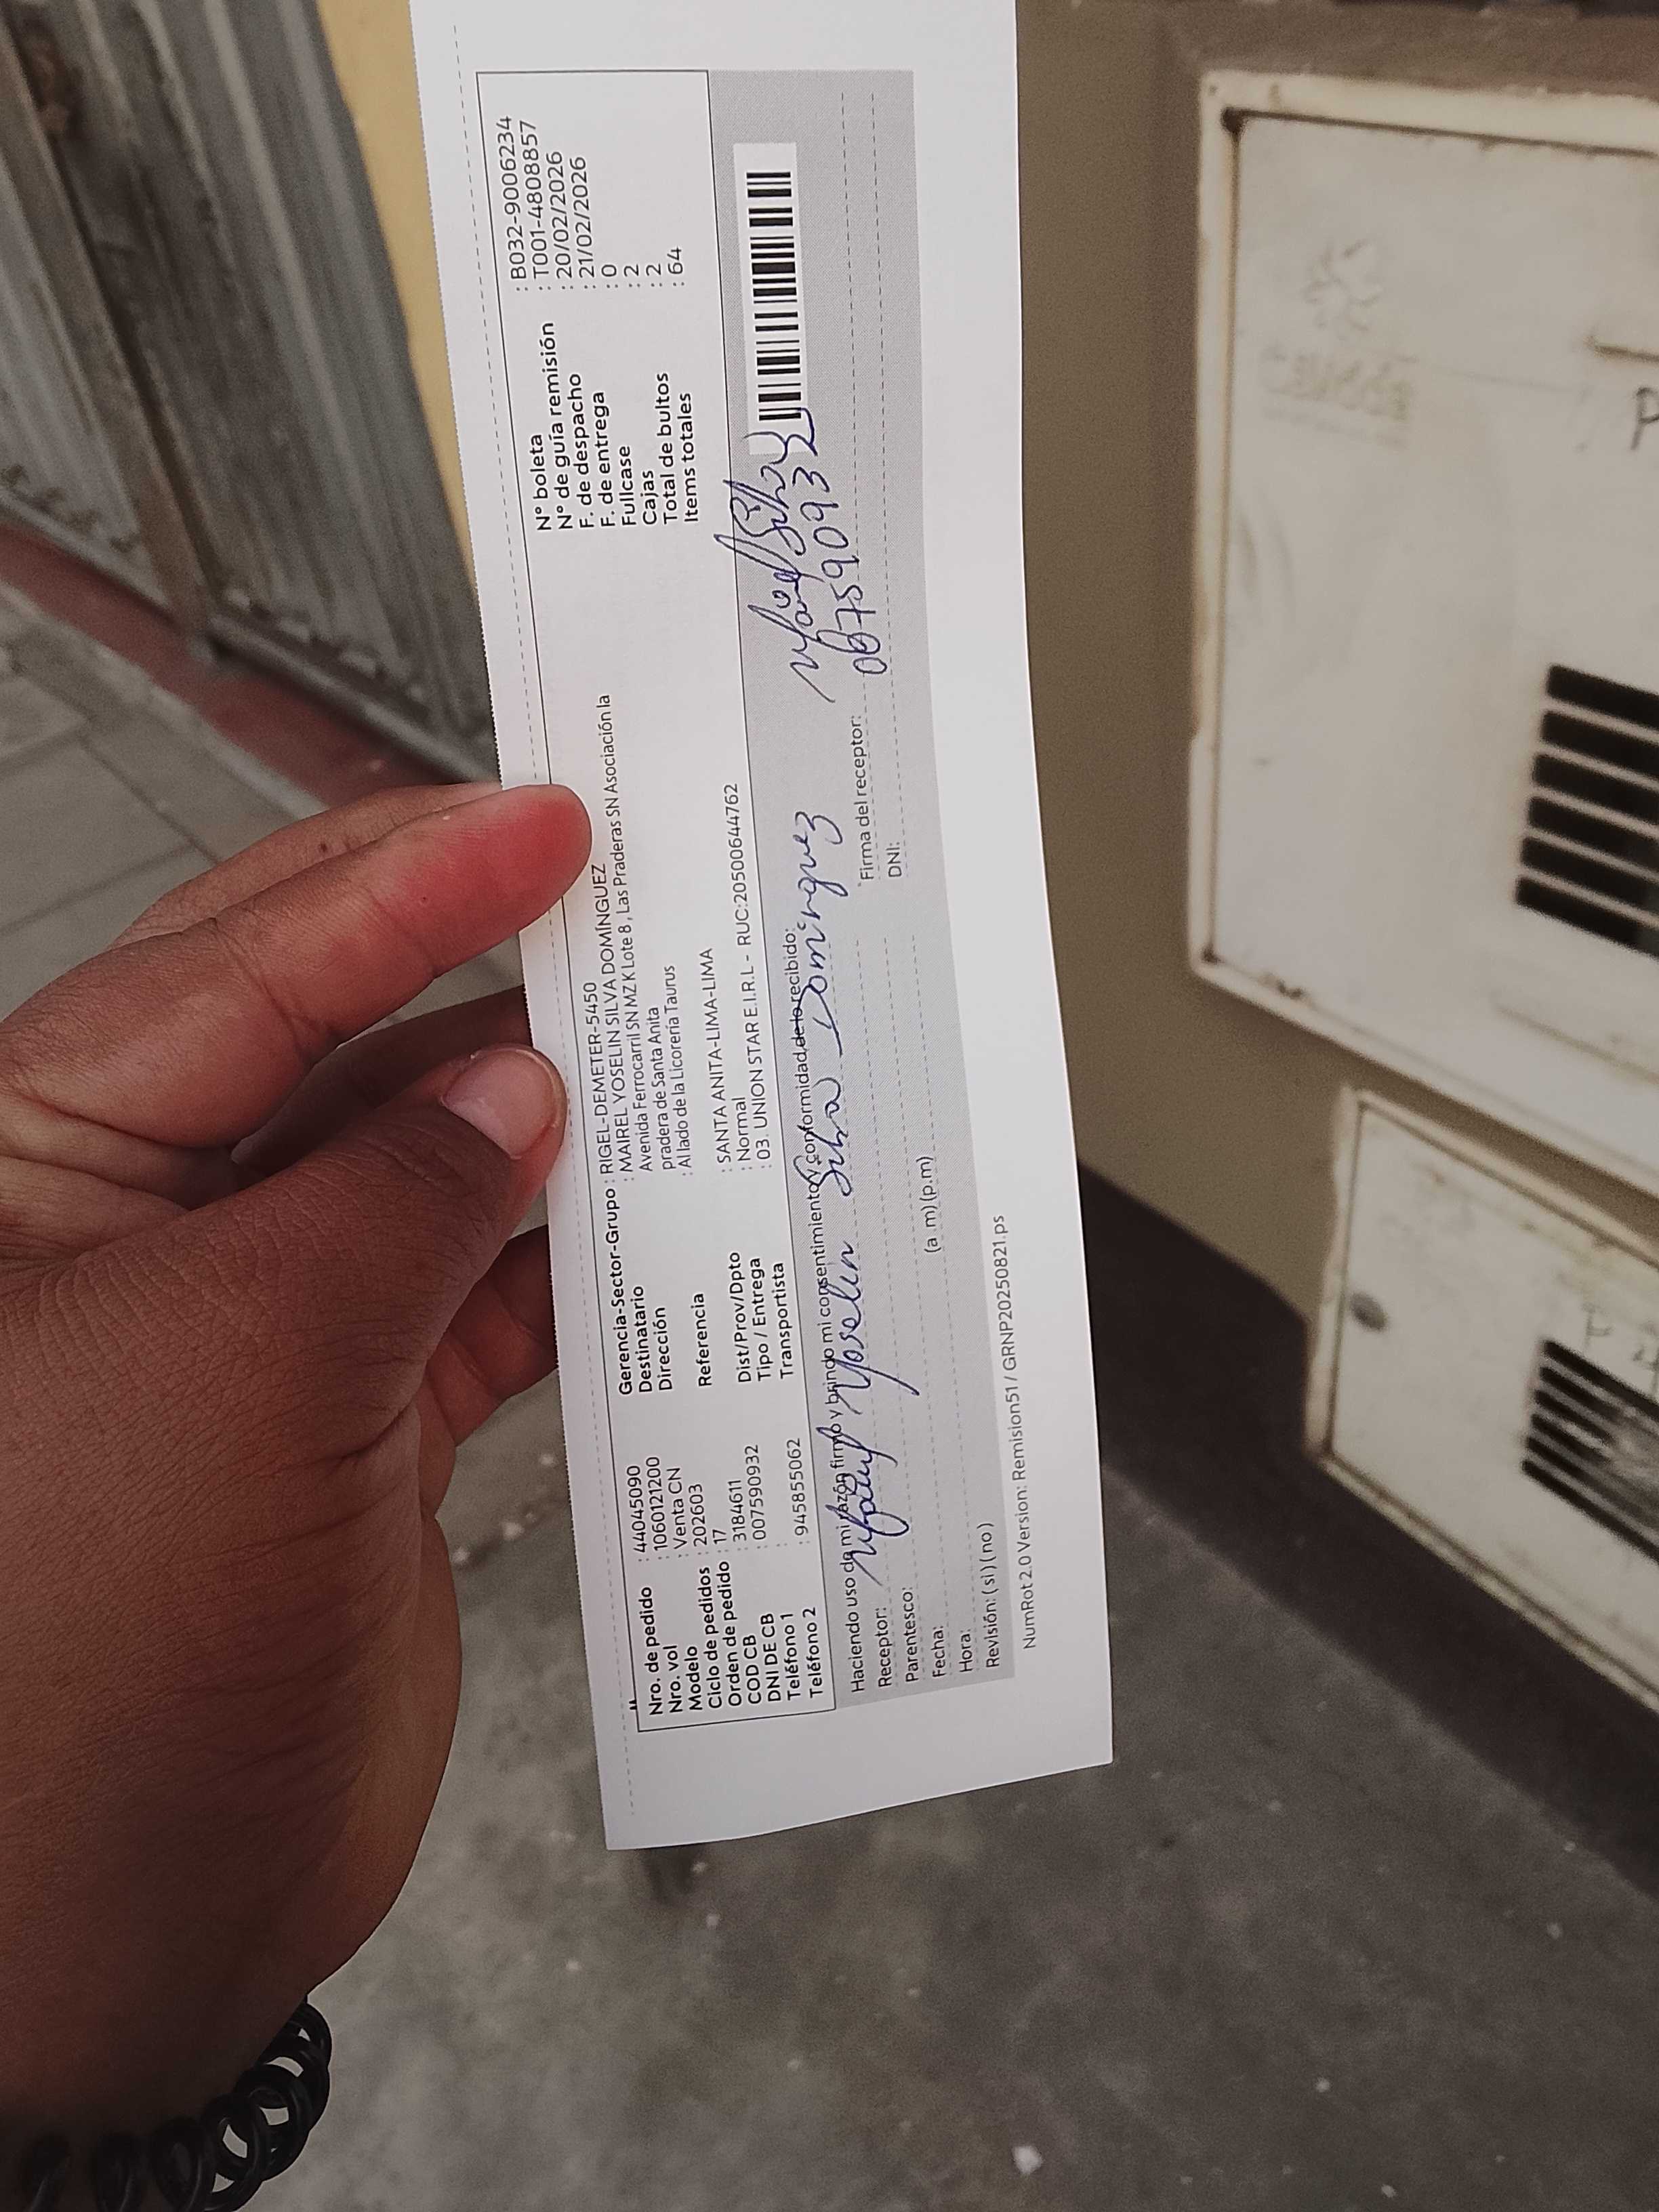 Nro. de pedido : 44045090
Nro. vol : 1060121200
Modelo : Venta CN
Ciclo de pedidos : 202603
Orden de pedido : 17
COD CB : 3184611
DNI DE CB : 007590932
Teléfono 1 :
Teléfono 2 : 945855062
Gerencia-Sector-Grupo : RIGEL-DEMETER-5450
Destinatario : MAIREL YOSELIN SILVA DOMÍNGUEZ
Dirección : Avenida Ferrocarril SN MZ K Lote 8 , Las Praderas SN Asociación la
pradera de Santa Anita
Referencia : Al lado de la Licorería Taurus
Dist/Prov/Dpto : SANTA ANITA-LIMA-LIMA
Tipo / Entrega : Normal
Transportista : 03. UNION STAR E.I.R.L - RUC:20500644762
N° boleta : B032-9006234
N° de guía remisión : T001-4808857
F. de despacho : 20/02/2026
F. de entrega : 21/02/2026
Fullcase : 0
Cajas : 2
Total de bultos : 2
Items totales : 64
Haciendo uso de mi razón firmo y brindo mi consentimiento y conformidad de lo recibido:
Receptor: Yoselin Silva Domínguez
Parentesco:
Fecha:
Hora: (a m) (p.m)
Revisión: ( si ) ( no )
Firma del receptor:
DNI: 007590932
NumRot 2.0 Version: Remision51 / GRNP20250821.ps